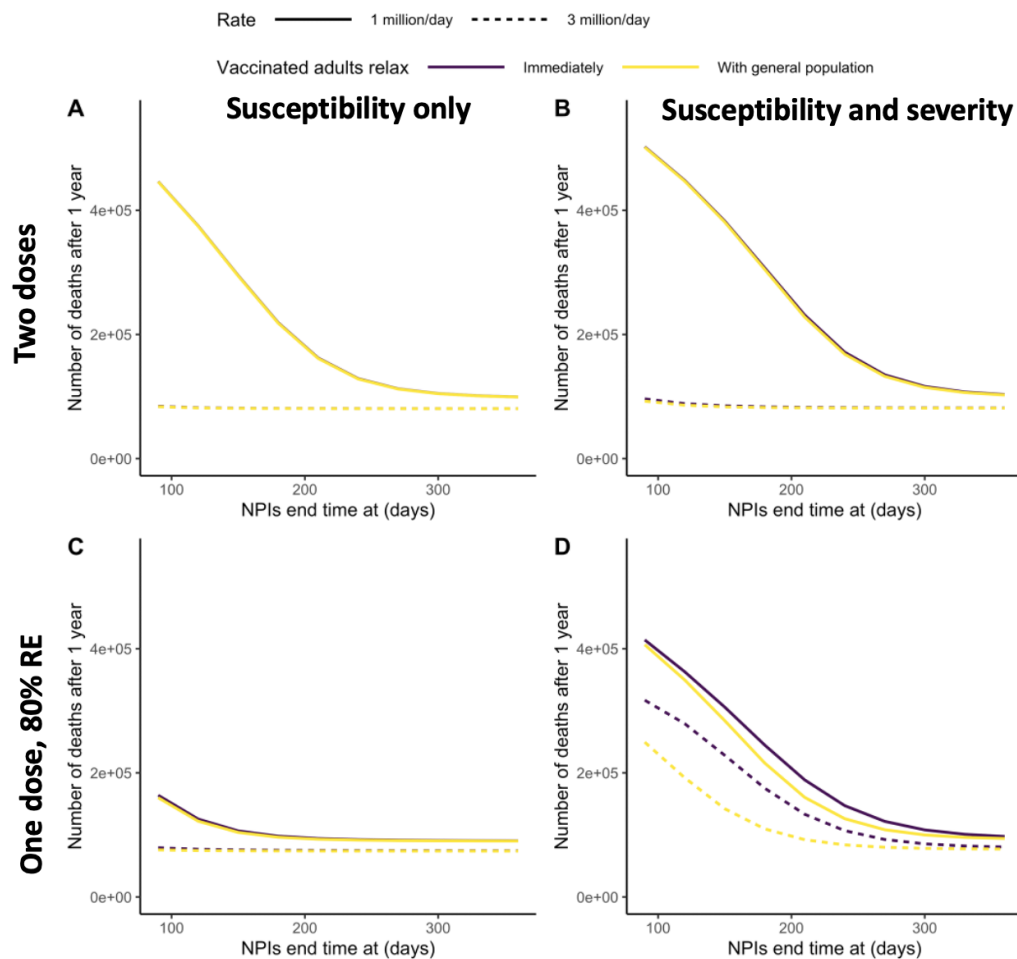 Rate 1 million/day 3 million/day
Vaccinated adults relax Immediately With general population
A Susceptibility only
B Susceptibility and severity
Two doses
Number of deaths after 1 year
4e+05
2e+05
0e+00
100 200 300
NPIs end time at (days)
Number of deaths after 1 year
4e+05
2e+05
0e+00
100 200 300
NPIs end time at (days)
One dose, 80% RE
C
Number of deaths after 1 year
4e+05
2e+05
0e+00
100 200 300
NPIs end time at (days)
D
Number of deaths after 1 year
4e+05
2e+05
0e+00
100 200 300
NPIs end time at (days)